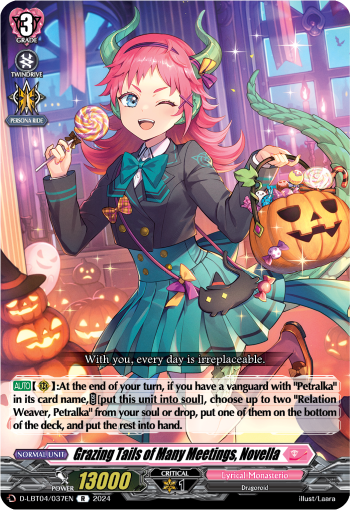 3
GRADE
TWINDRIVE
PERSONA RIDE
With you, every day is irreplaceable.
AUTO【 】:At the end of your turn, if you have a vanguard with "Petralka"
in its card name, [put this unit into soul], choose up to two "Relation
Weaver, Petralka" from your soul or drop, put one of them on the bottom
of the deck, and put the rest into hand.
NORMAL UNIT Grazing Tails of Many Meetings, Novella
POWER 13000 CRITICAL 1 Lyrical Monasterio
Dragoroid
D-LBT04/037EN R 2024 illust/Laara